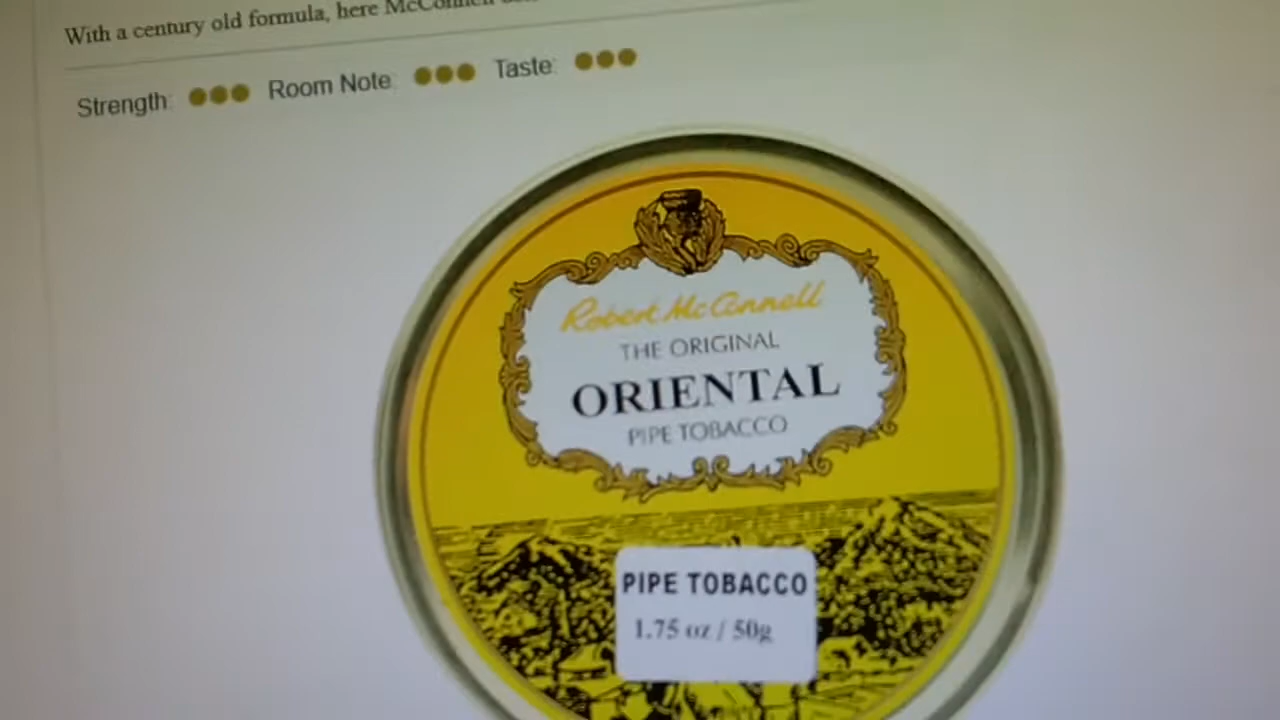 With a century old formula, here McConnell
Strength: Room Note: Taste:
Robert McConnell
THE ORIGINAL
ORIENTAL
PIPE TOBACCO
PIPE TOBACCO
1.75 oz / 50g